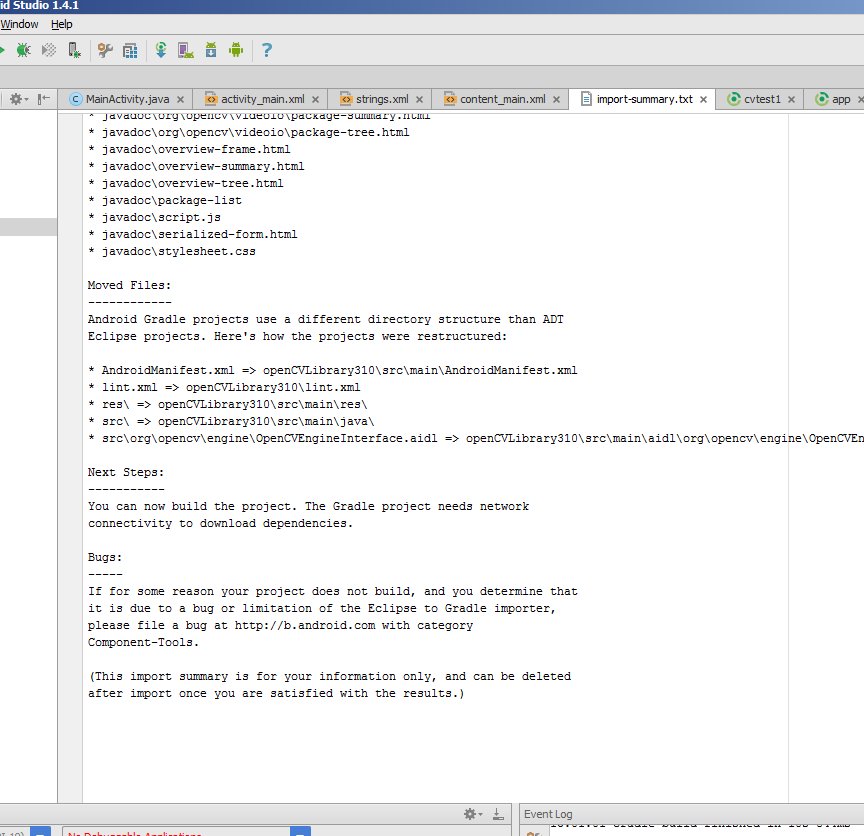 id Studio 1.4.1
Window Help
MainActivity.java activity_main.xml strings.xml content_main.xml import-summary.txt cvtest1 app
* javadoc\org\opencv\videoio\package-summary.html
* javadoc\org\opencv\videoio\package-tree.html
* javadoc\overview-frame.html
* javadoc\overview-summary.html
* javadoc\overview-tree.html
* javadoc\package-list
* javadoc\script.js
* javadoc\serialized-form.html
* javadoc\stylesheet.css
Moved Files:
------------
Android Gradle projects use a different directory structure than ADT
Eclipse projects. Here's how the projects were restructured:
* AndroidManifest.xml => openCVLibrary310\src\main\AndroidManifest.xml
* lint.xml => openCVLibrary310\lint.xml
* res\ => openCVLibrary310\src\main\res\
* src\ => openCVLibrary310\src\main\java\
* src\org\opencv\engine\OpenCVEngineInterface.aidl => openCVLibrary310\src\main\aidl\org\opencv\engine\OpenCVEn
Next Steps:
-----------
You can now build the project. The Gradle project needs network
connectivity to download dependencies.
Bugs:
-----
If for some reason your project does not build, and you determine that
it is due to a bug or limitation of the Eclipse to Gradle importer,
please file a bug at http://b.android.com with category
Component-Tools.
(This import summary is for your information only, and can be deleted
after import once you are satisfied with the results.)
Event Log
No Debuggable Applications